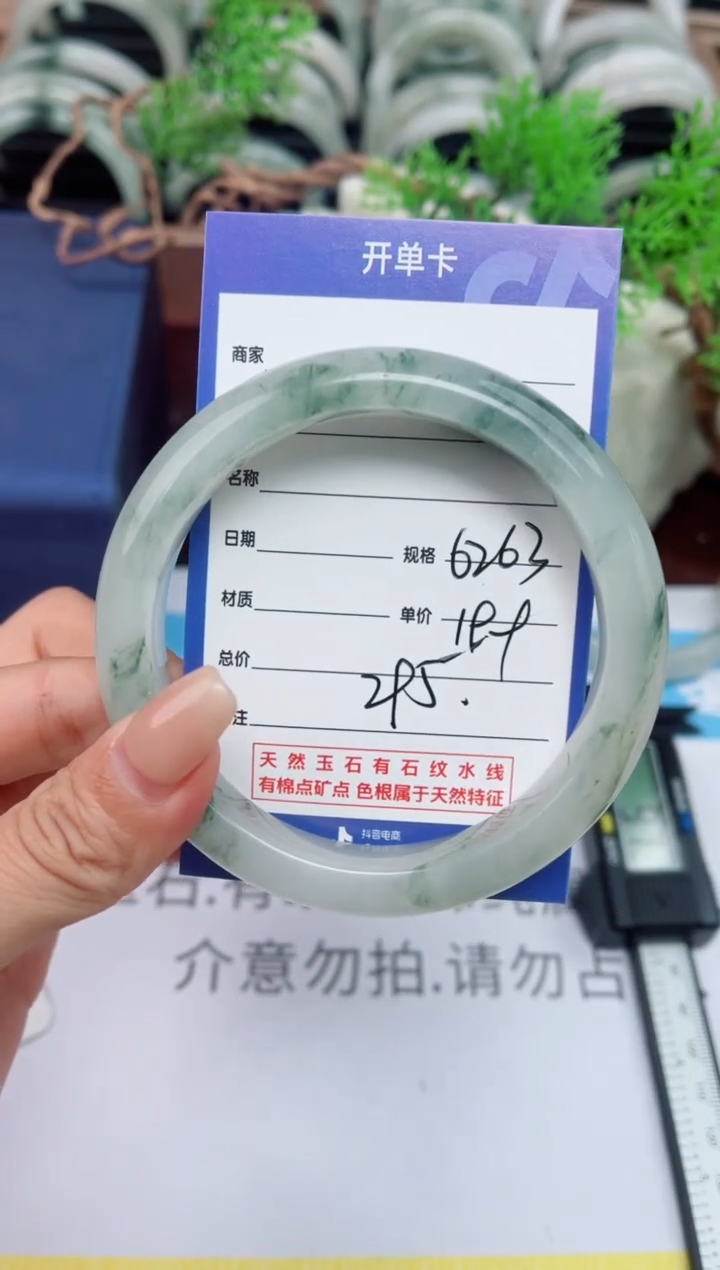 开单卡
商家
名称
日期 规格 6263
材质 单价
总价
注
天然玉石有石纹水线
有棉点矿点 色根属于天然特征
抖音电商
石.有
介意勿拍.请勿占